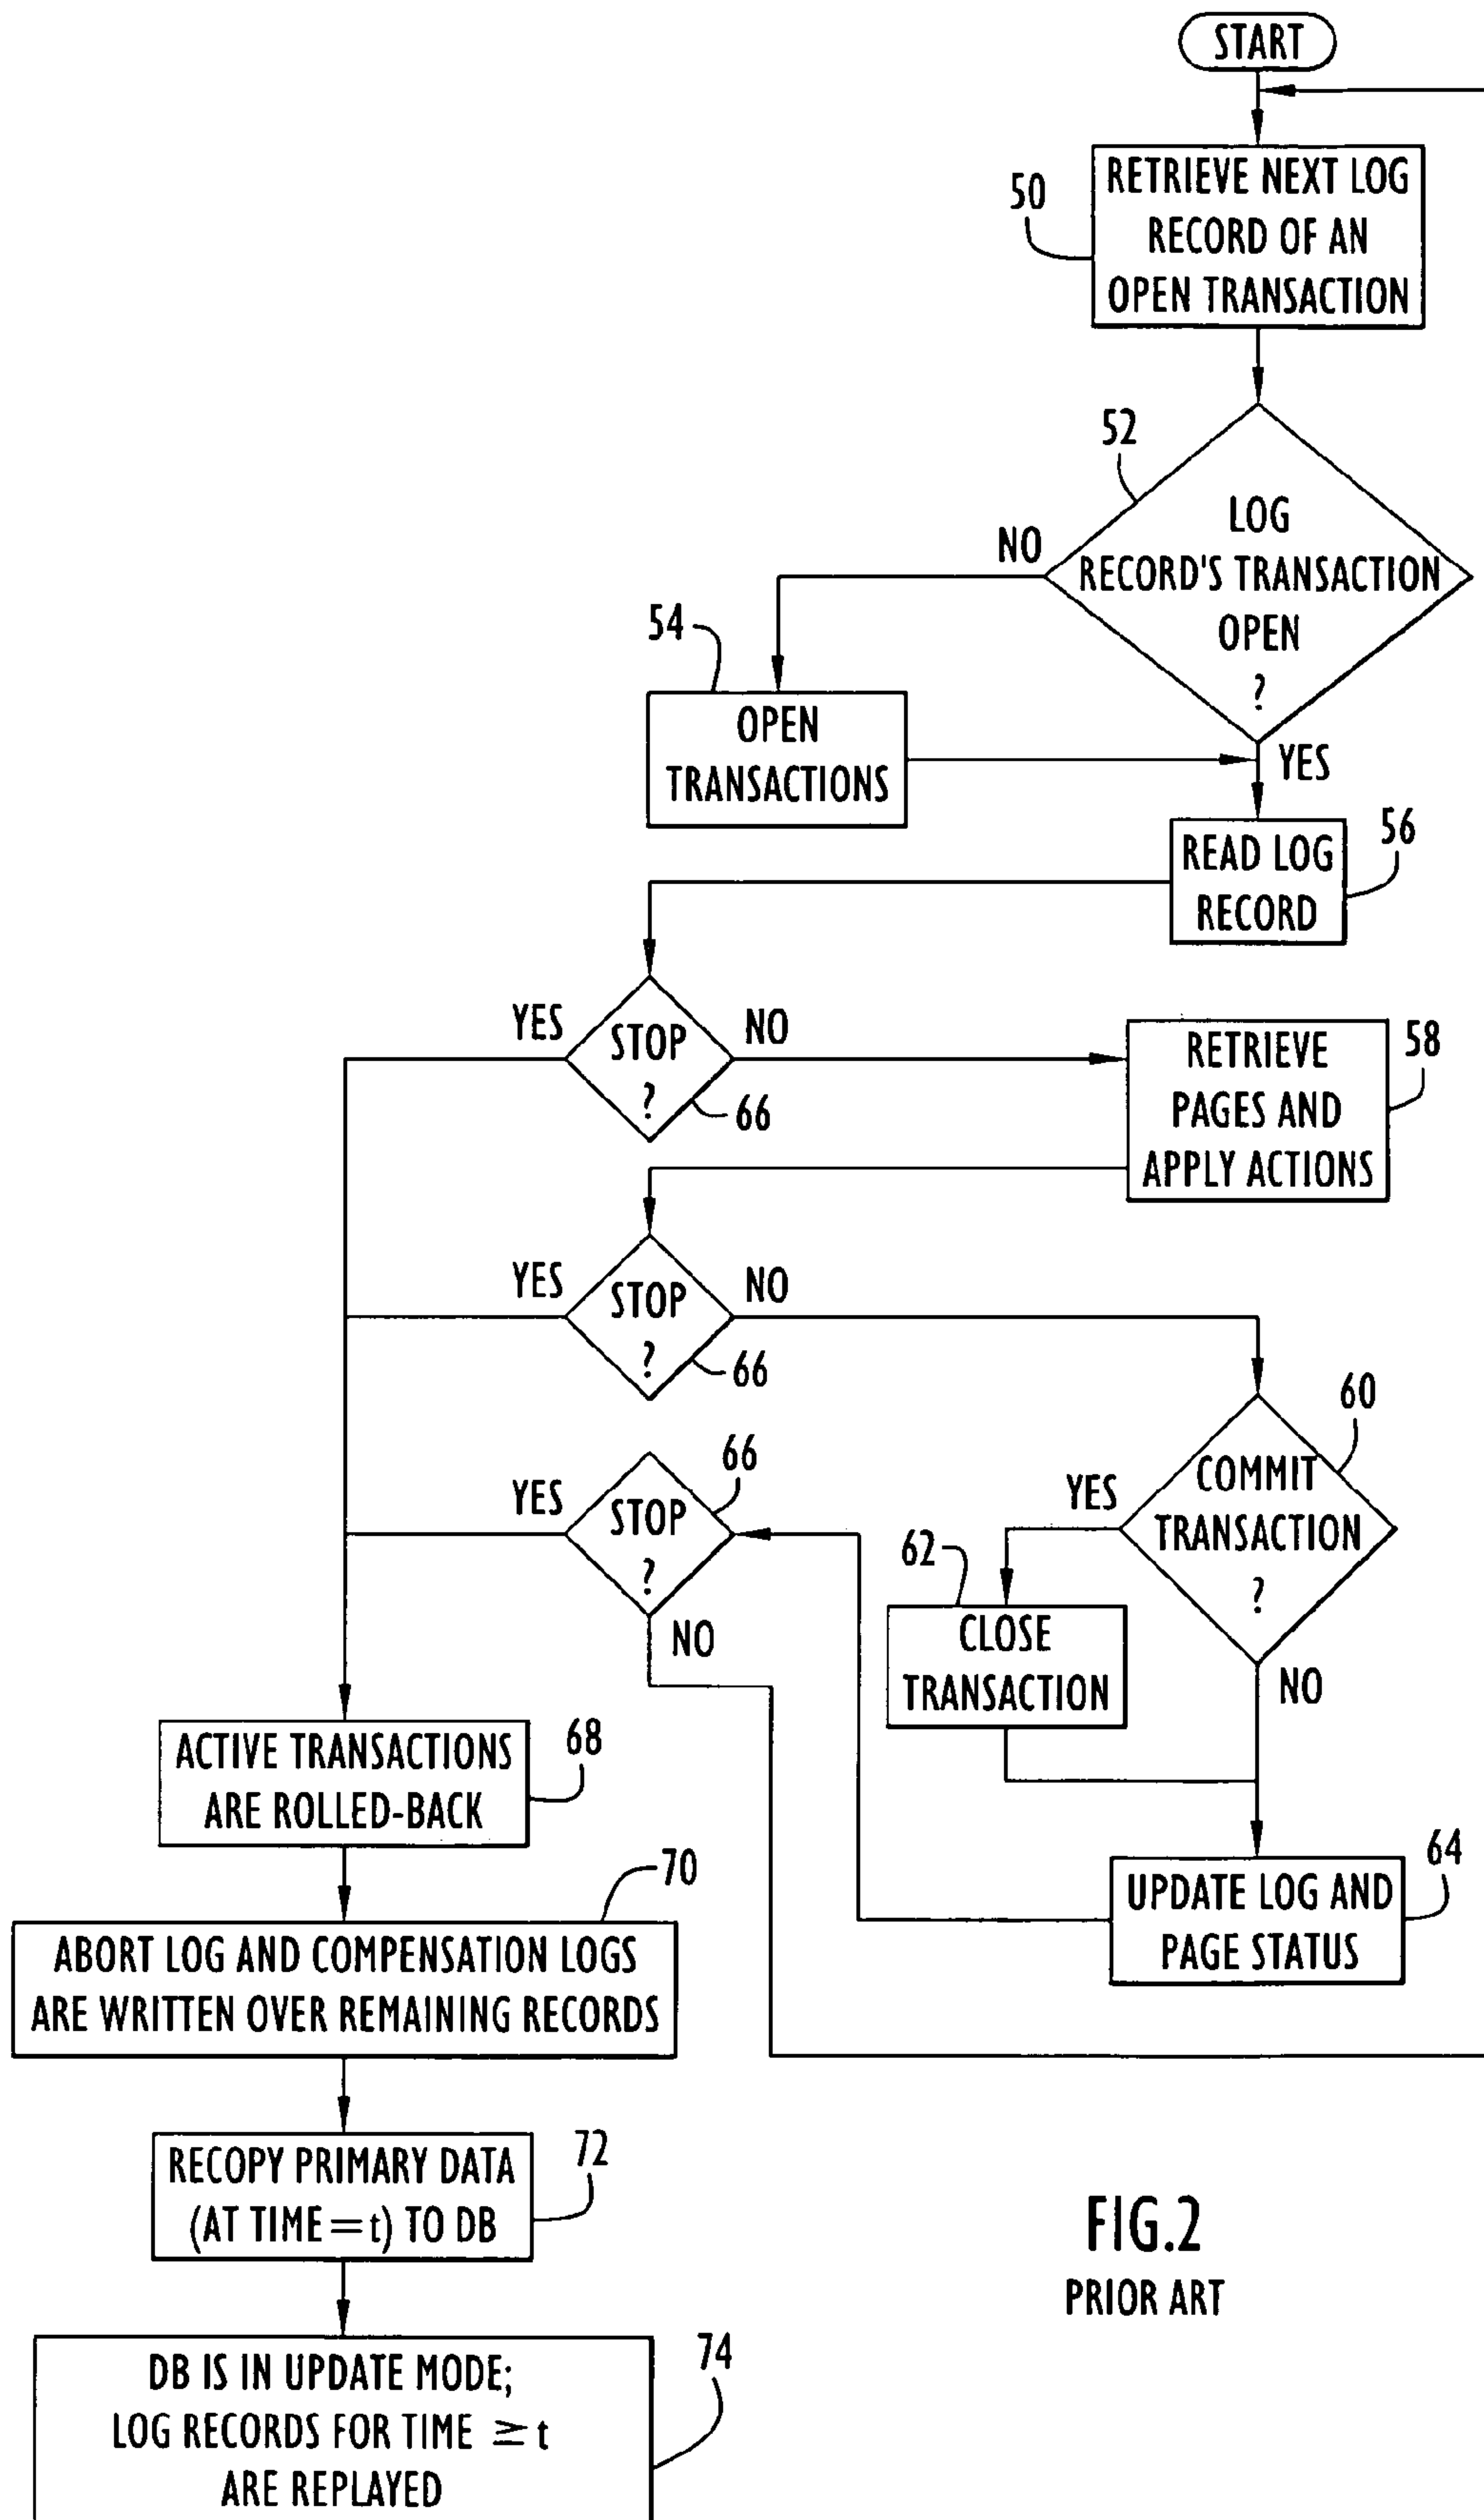 START
50
RETRIEVE NEXT LOG
RECORD OF AN
OPEN TRANSACTION
52
LOG
RECORD'S TRANSACTION
OPEN
?
NO
YES
54
OPEN
TRANSACTIONS
56
READ LOG
RECORD
YES
STOP
?
NO
66
58
RETRIEVE
PAGES AND
APPLY ACTIONS
YES
STOP
?
NO
66
60
COMMIT
TRANSACTION
?
YES
NO
62
CLOSE
TRANSACTION
66
YES
STOP
?
NO
64
UPDATE LOG AND
PAGE STATUS
68
ACTIVE TRANSACTIONS
ARE ROLLED-BACK
70
ABORT LOG AND COMPENSATION LOGS
ARE WRITTEN OVER REMAINING RECORDS
72
RECOPY PRIMARY DATA
(AT TIME=t) TO DB
74
DB IS IN UPDATE MODE;
LOG RECORDS FOR TIME ≥ t
ARE REPLAYED
FIG.2
PRIOR ART